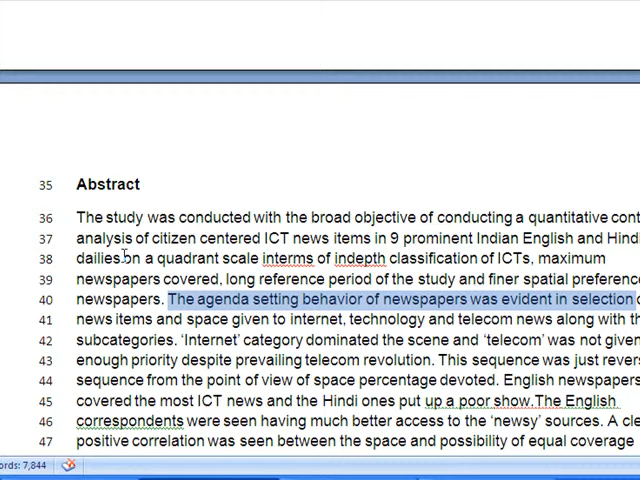 35 Abstract
36 The study was conducted with the broad objective of conducting a quantitative
37 analysis of citizen centered ICT news items in 9 prominent Indian English and
38 dailies on a quadrant scale interms of indepth classification of ICTs, maximum
39 newspapers covered, long reference period of the study and finer spatial
40 newspapers. The agenda setting behavior of newspapers was evident in selection
41 news items and space given to internet, technology and telecom news along with
42 subcategories. ‘Internet’ category dominated the scene and ‘telecom’ was not
43 enough priority despite prevailing telecom revolution. This sequence was just
44 sequence from the point of view of space percentage devoted. English newspapers
45 covered the most ICT news and the Hindi ones put up a poor show.The English
46 correspondents were seen having much better access to the ‘newsy’ sources. A
47 positive correlation was seen between the space and possibility of equal coverage
7,844